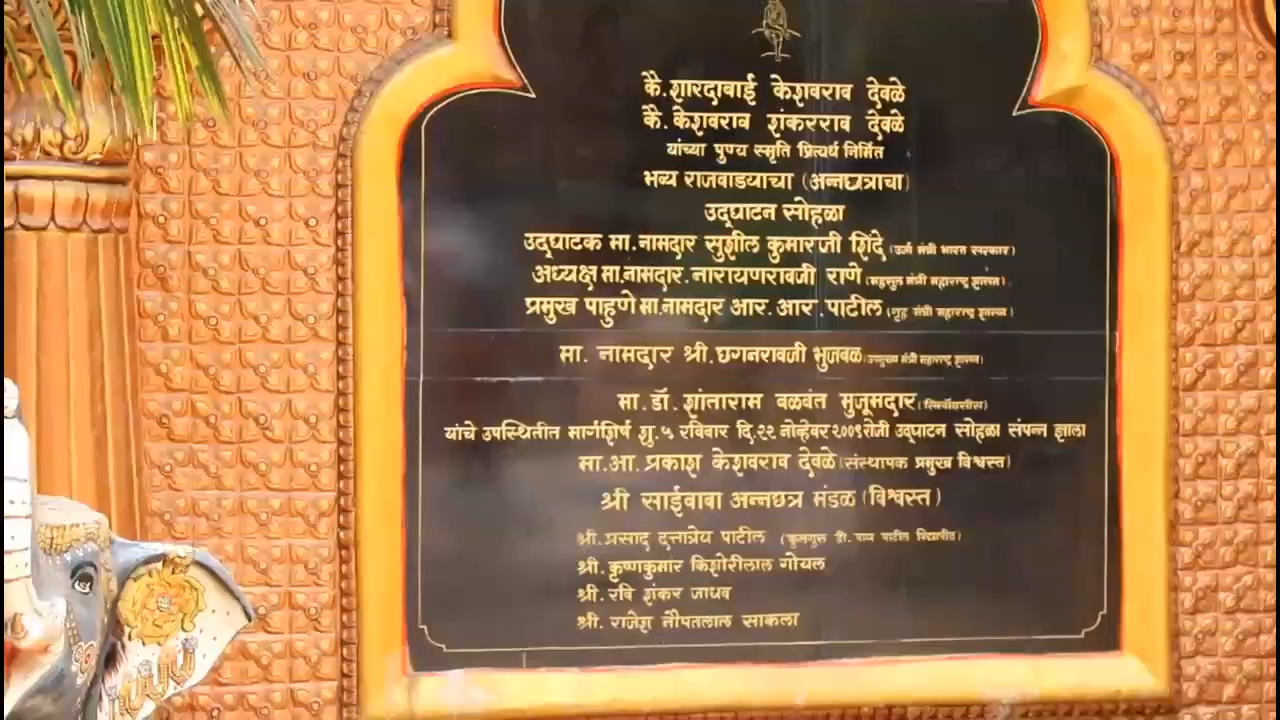 कै. शारदाबाई केशवराव देवळे
कै. केशवराव शंकरराव देवळे
यांच्या पुण्य स्मृति प्रित्यर्थ निर्मित
भव्य राजवाडयाचा (अन्नछत्राचा)
उद्घाटन सोहळा
उद्घाटक मा. नामदार सुशील कुमारजी शिंदे (उर्जा मंत्री भारत सरकार)
अध्यक्ष मा. नामदार. नारायणरावजी राणे (महसुल मंत्री महाराष्ट्र शासन).
प्रमुख पाहुणे मा. नामदार आर. आर. पाटील (गृह मंत्री महाराष्ट्र शासन)
मा. नामदार श्री. छगनरावजी भुजबळ (मंत्री महाराष्ट्र शासन)
मा. डॉ. शांताराम बळवंत मुजूमदार
यांचे उपस्थितीत मार्गशिर्ष शु. ५ रविवार दि. २२ नोव्हेंबर २००९ रोजी उद्घाटन सोहळा संपन्न झाला
मा. आ. प्रकाश केशवराव देवळे (संस्थापक प्रमुख विश्वस्त)
श्री साईबाबा अन्नछत्र मंडळ (विश्वस्त)
श्री. प्रसाद दत्तात्रेय पाटील (कुलगुरू डी. वाय पाटील विद्यापीठ)
श्री. कृष्णकुमार किशोरीलाल गोयल
श्री. रवि शंकर जाधव
श्री. राजेश नौपतलाल साकला